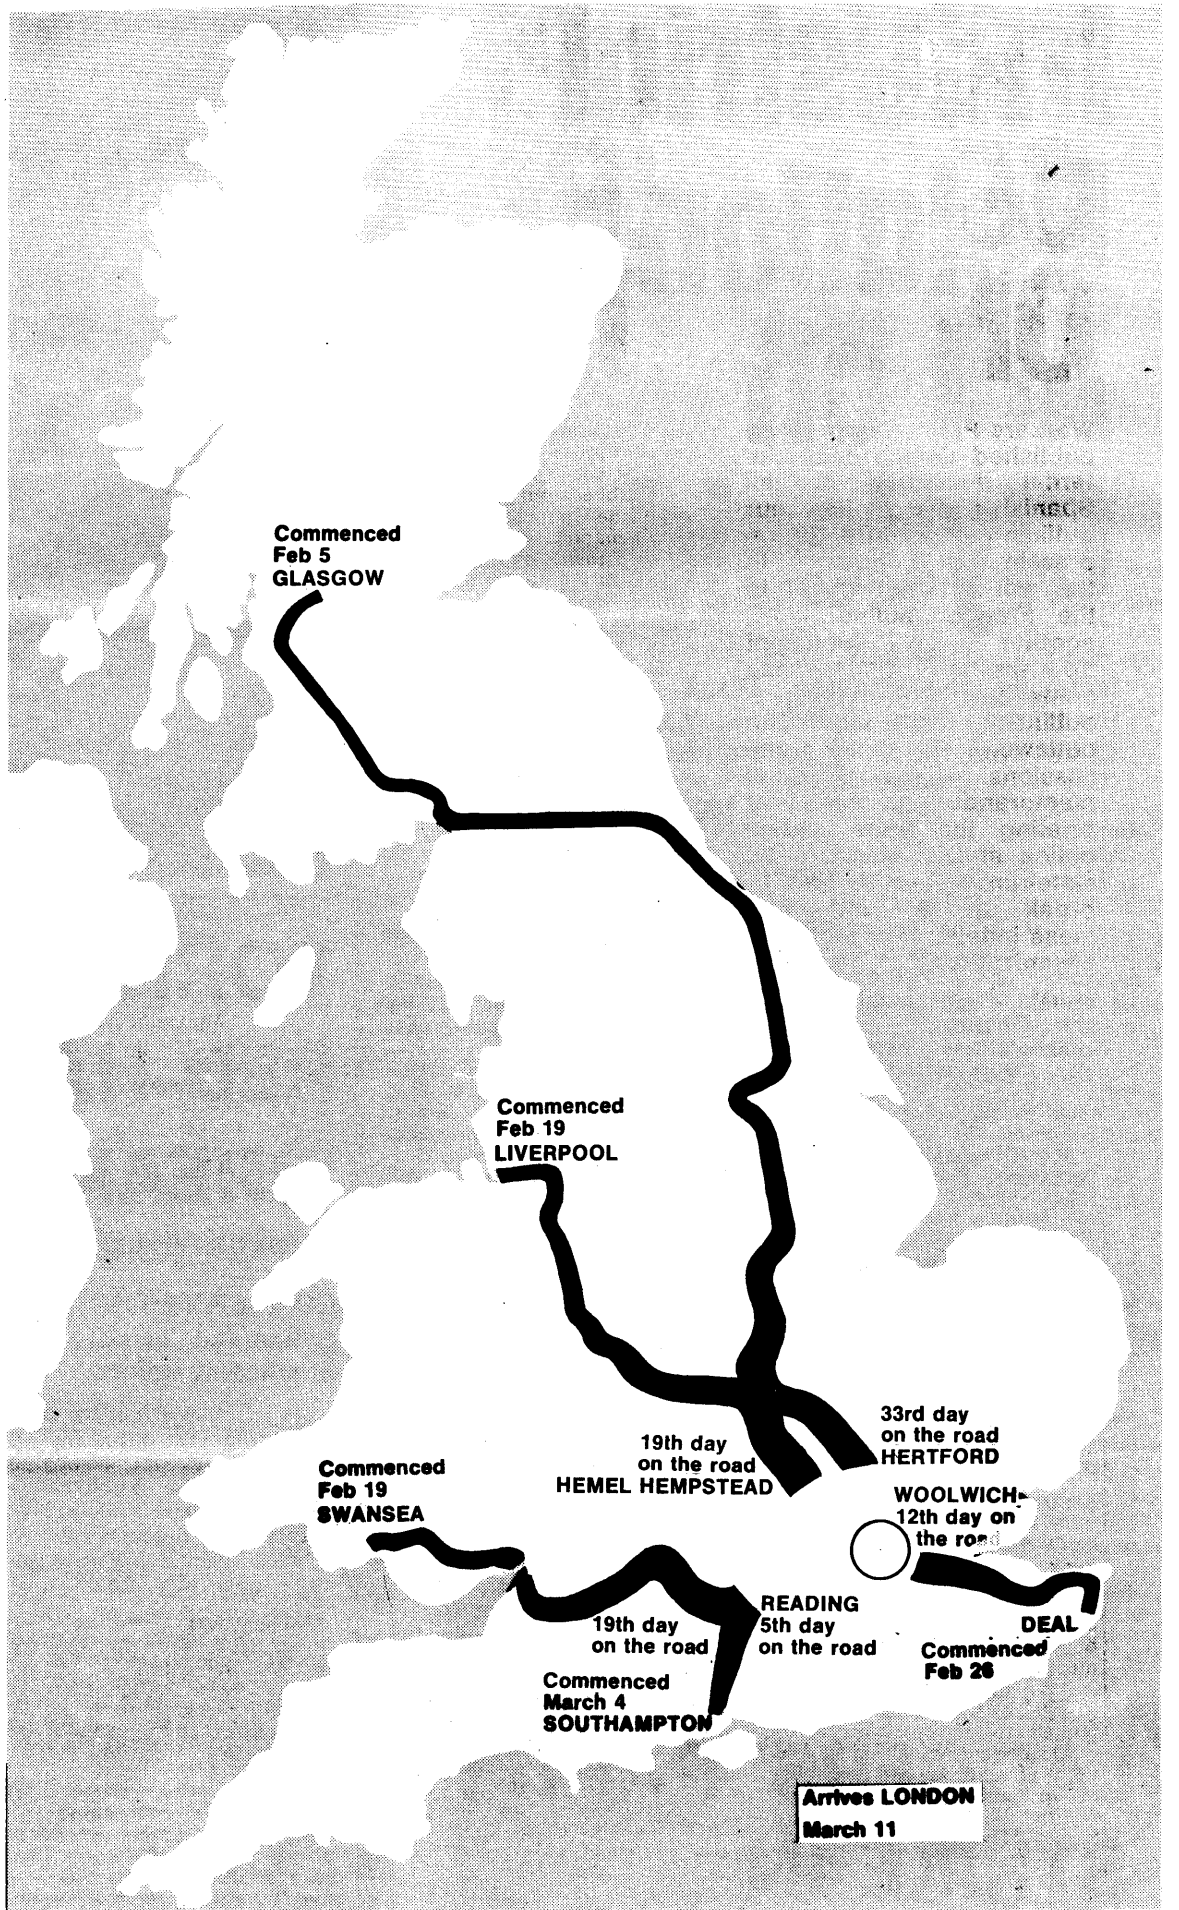 Commenced
Feb 5
GLASGOW
Commenced
Feb 19
LIVERPOOL
33rd day
on the road
HERTFORD
19th day
on the road
HEMEL HEMPSTEAD
Commenced
Feb 19
SWANSEA
WOOLWICH
12th day on
the road
READING
5th day
on the road
19th day
on the road
DEAL
Commenced
Feb 26
Commenced
March 4
SOUTHAMPTON
Arrives LONDON
March 11